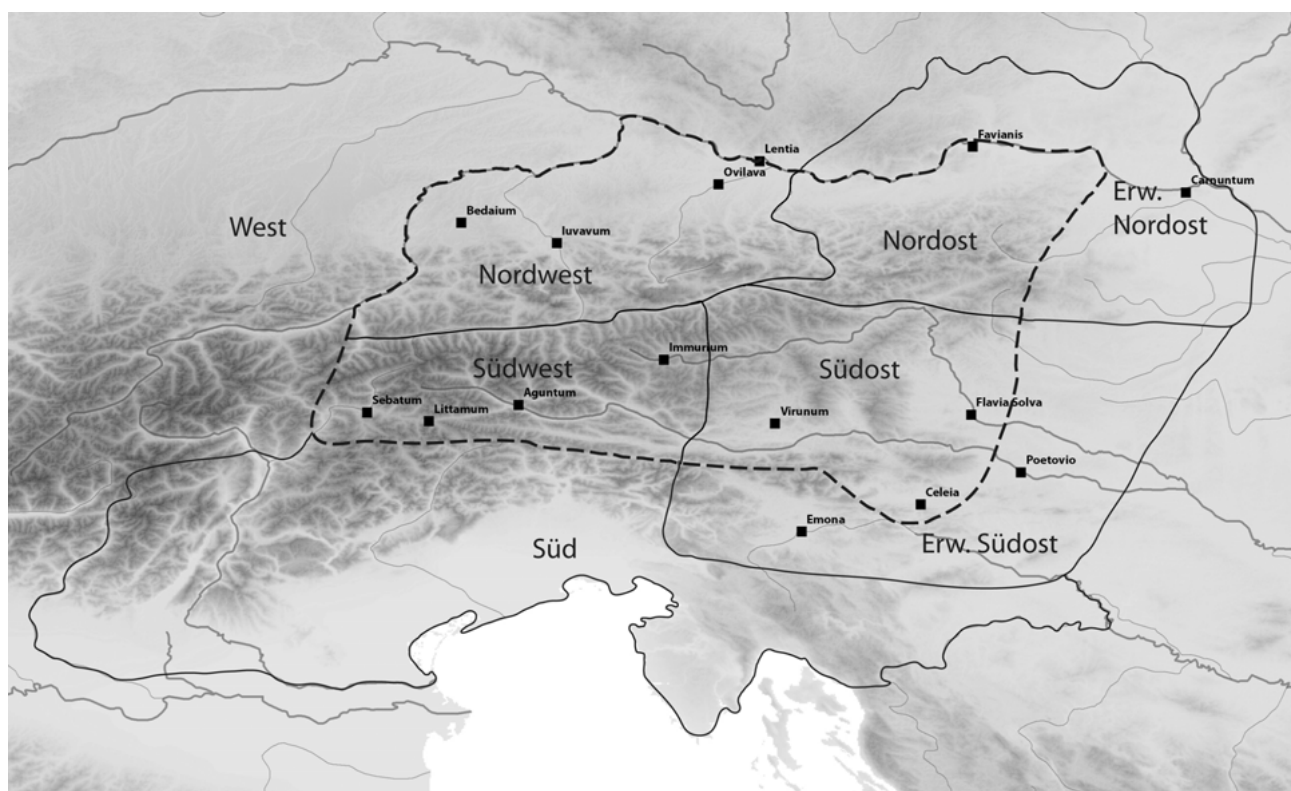 Favianis
Lentia
Ovilava
Carnuntum
Erw.
Nordost
Bedaium
West
Iuvavum
Nordost
Nordwest
Immurium
Südwest
Südost
Aguntum
Sebatum
Littamum
Flavia Solva
Virunum
Poetovio
Celeia
Emona
Süd
Erw. Südost